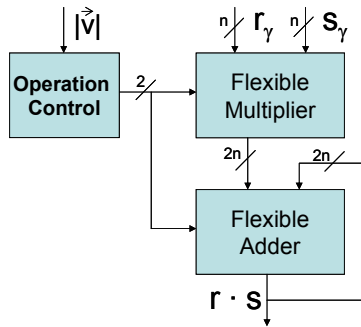 |v⃗|
n r_γ n s_γ
Operation
Control
2
Flexible
Multiplier
2n 2n
Flexible
Adder
r · s